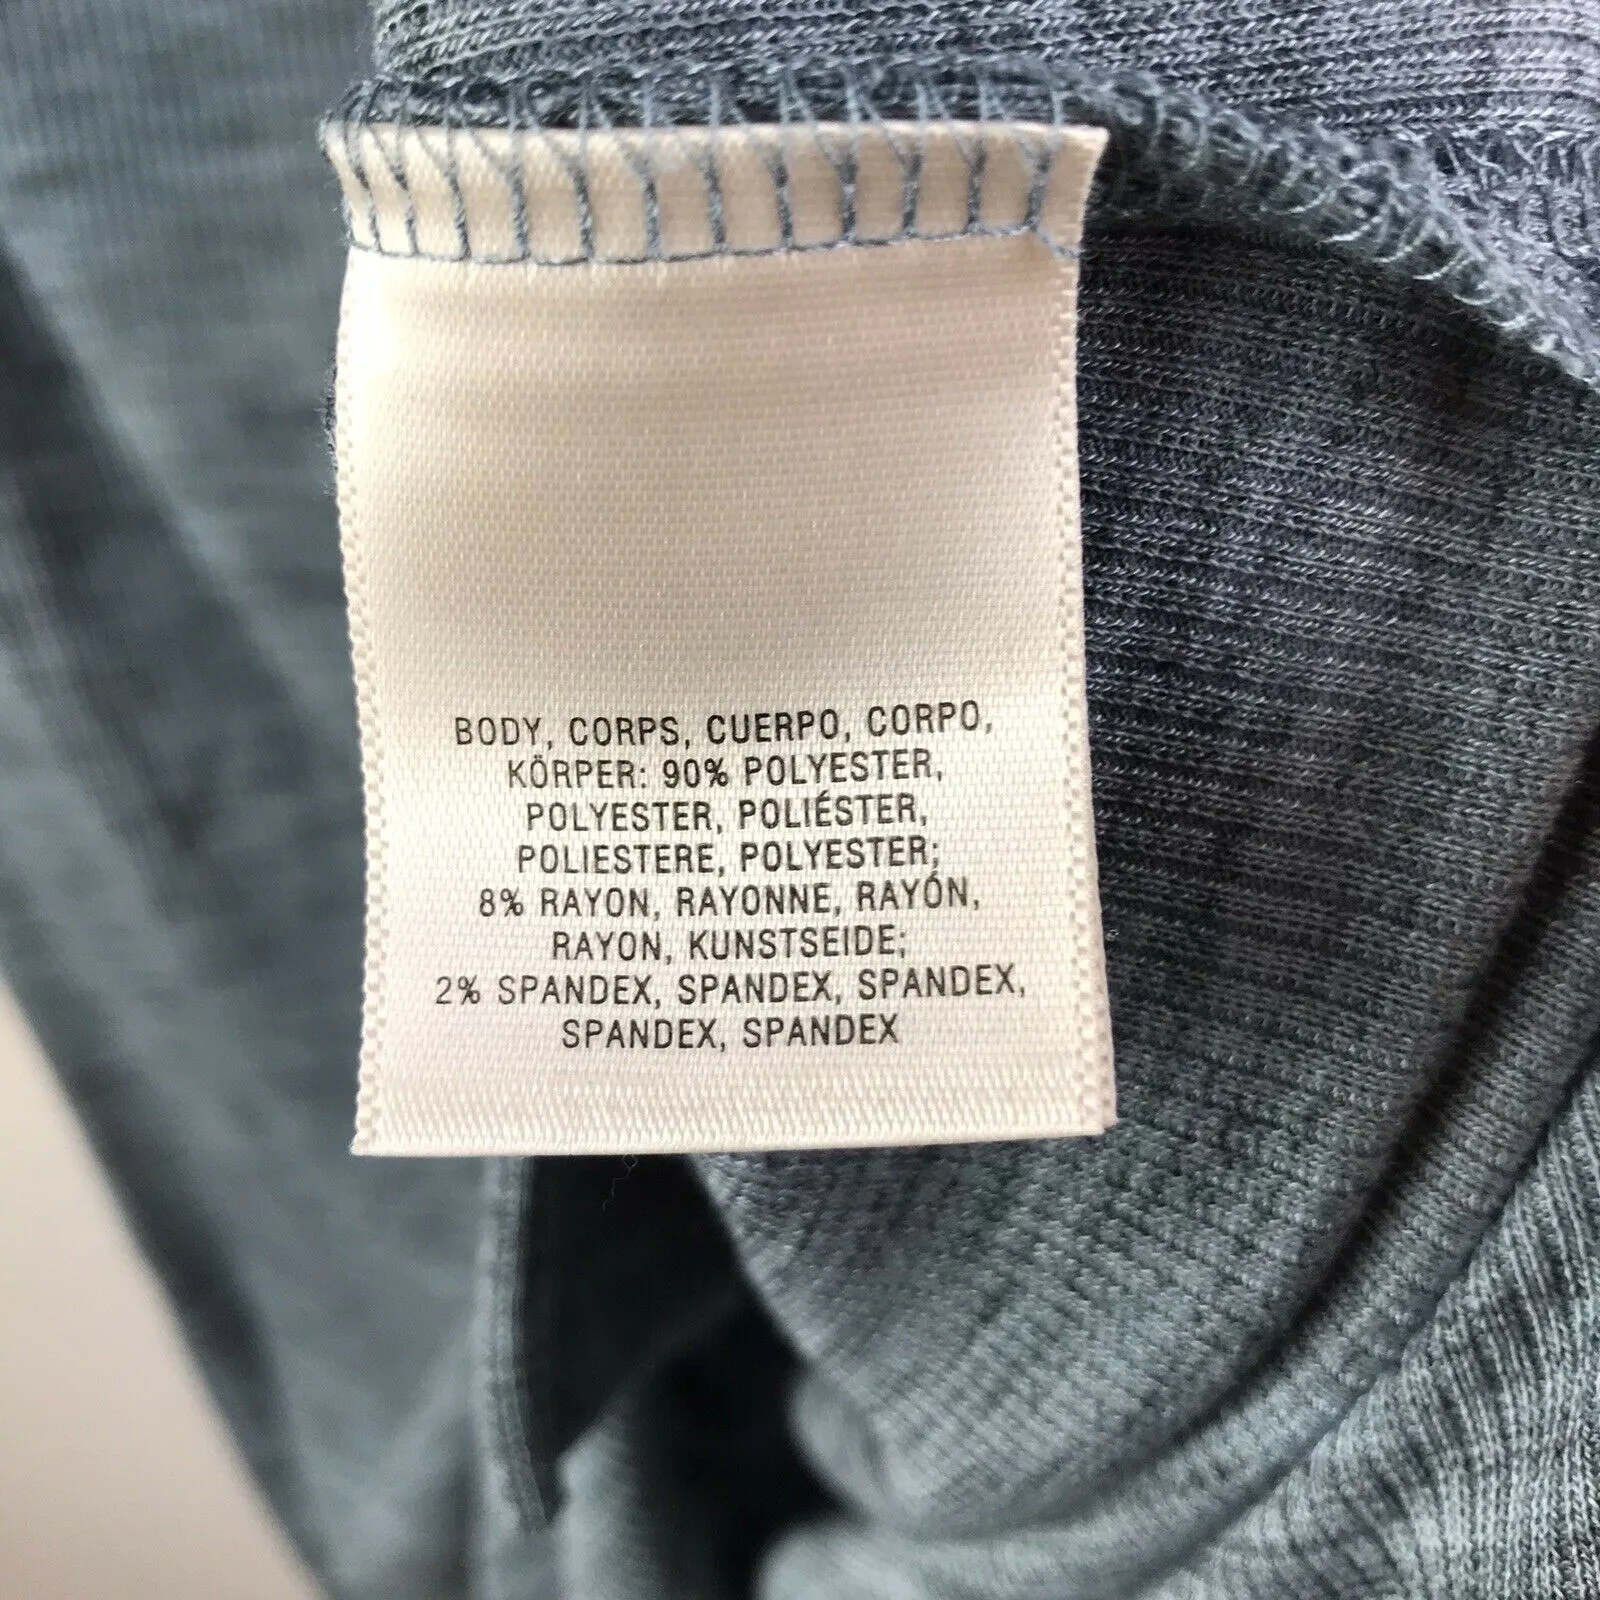 BODY, CORPS, CUERPO, CORPO,
KÖRPER: 90% POLYESTER,
POLYESTER, POLIÉSTER,
POLIESTERE, POLYESTER;
8% RAYON, RAYONNE, RAYÓN,
RAYON, KUNSTSEIDE;
2% SPANDEX, SPANDEX, SPANDEX,
SPANDEX, SPANDEX